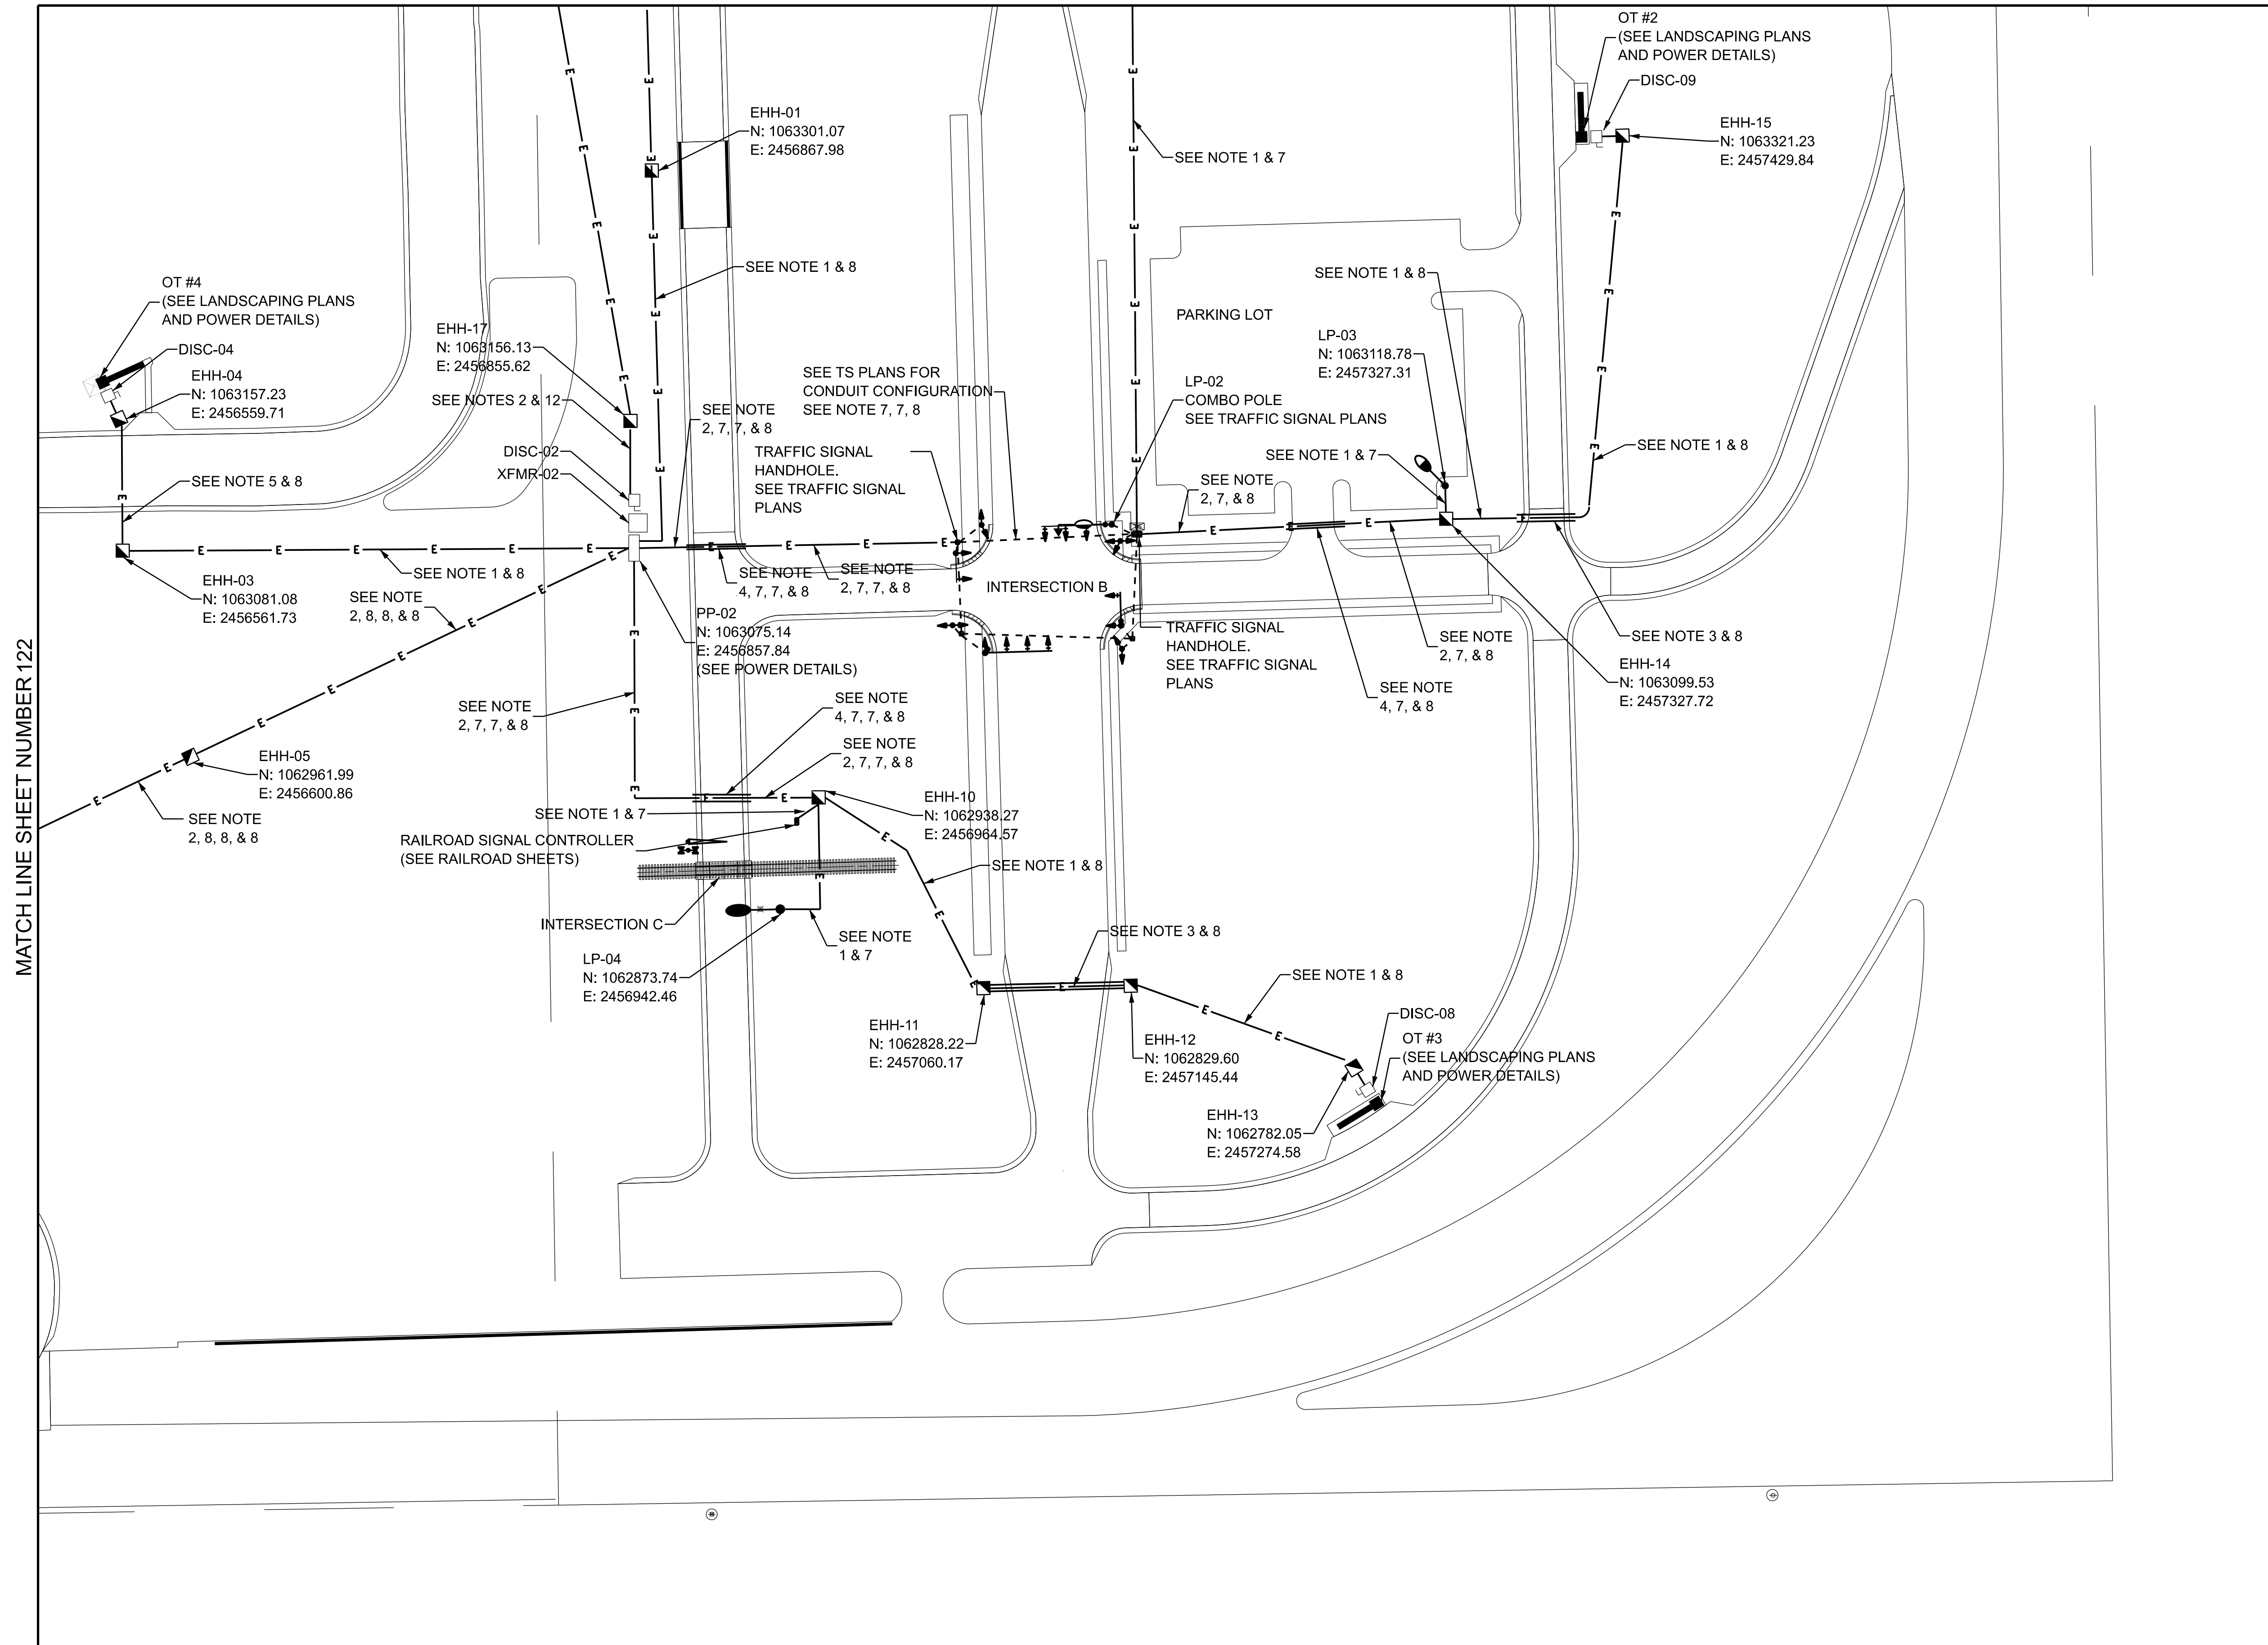 OT #2
(SEE LANDSCAPING PLANS
AND POWER DETAILS)
DISC-09
EHH-01
N: 1063301.07
E: 2456867.98
EHH-15
N: 1063321.23
E: 2457429.84
SEE NOTE 1 & 7
SEE NOTE 1 & 8
SEE NOTE 1 & 8
OT #4
(SEE LANDSCAPING PLANS
AND POWER DETAILS)
DISC-04
EHH-04
N: 1063157.23
E: 2456559.71
EHH-17
N: 1063156.13
E: 2456855.62
SEE NOTES 2 & 12
DISC-02
XFMR-02
SEE NOTE
2, 7, 7, & 8
SEE TS PLANS FOR
CONDUIT CONFIGURATION
SEE NOTE 7, 7, 8
TRAFFIC SIGNAL
HANDHOLE.
SEE TRAFFIC SIGNAL
PLANS
PARKING LOT
LP-03
N: 1063118.78
E: 2457327.31
LP-02
COMBO POLE
SEE TRAFFIC SIGNAL PLANS
SEE NOTE 1 & 7
SEE NOTE 1 & 8
SEE NOTE
2, 7, & 8
SEE NOTE 5 & 8
EHH-03
N: 1063081.08
E: 2456561.73
SEE NOTE 1 & 8
SEE NOTE
2, 8, 8, & 8
SEE NOTE
4, 7, 7, & 8
SEE NOTE
2, 7, 7, & 8
INTERSECTION B
PP-02
N: 1063075.14
E: 2456857.84
(SEE POWER DETAILS)
TRAFFIC SIGNAL
HANDHOLE.
SEE TRAFFIC SIGNAL
PLANS
SEE NOTE
2, 7, & 8
SEE NOTE 3 & 8
EHH-14
N: 1063099.53
E: 2457327.72
SEE NOTE
4, 7, & 8
MATCH LINE SHEET NUMBER 122
SEE NOTE
2, 7, 7, & 8
SEE NOTE
4, 7, 7, & 8
SEE NOTE
2, 7, 7, & 8
EHH-05
N: 1062961.99
E: 2456600.86
SEE NOTE
2, 8, 8, & 8
SEE NOTE 1 & 7
RAILROAD SIGNAL CONTROLLER
(SEE RAILROAD SHEETS)
EHH-10
N: 1062938.27
E: 2456964.57
SEE NOTE 1 & 8
INTERSECTION C
LP-04
N: 1062873.74
E: 2456942.46
SEE NOTE
1 & 7
SEE NOTE 3 & 8
SEE NOTE 1 & 8
EHH-11
N: 1062828.22
E: 2457060.17
EHH-12
N: 1062829.60
E: 2457145.44
DISC-08
OT #3
(SEE LANDSCAPING PLANS
AND POWER DETAILS)
EHH-13
N: 1062782.05
E: 2457274.58